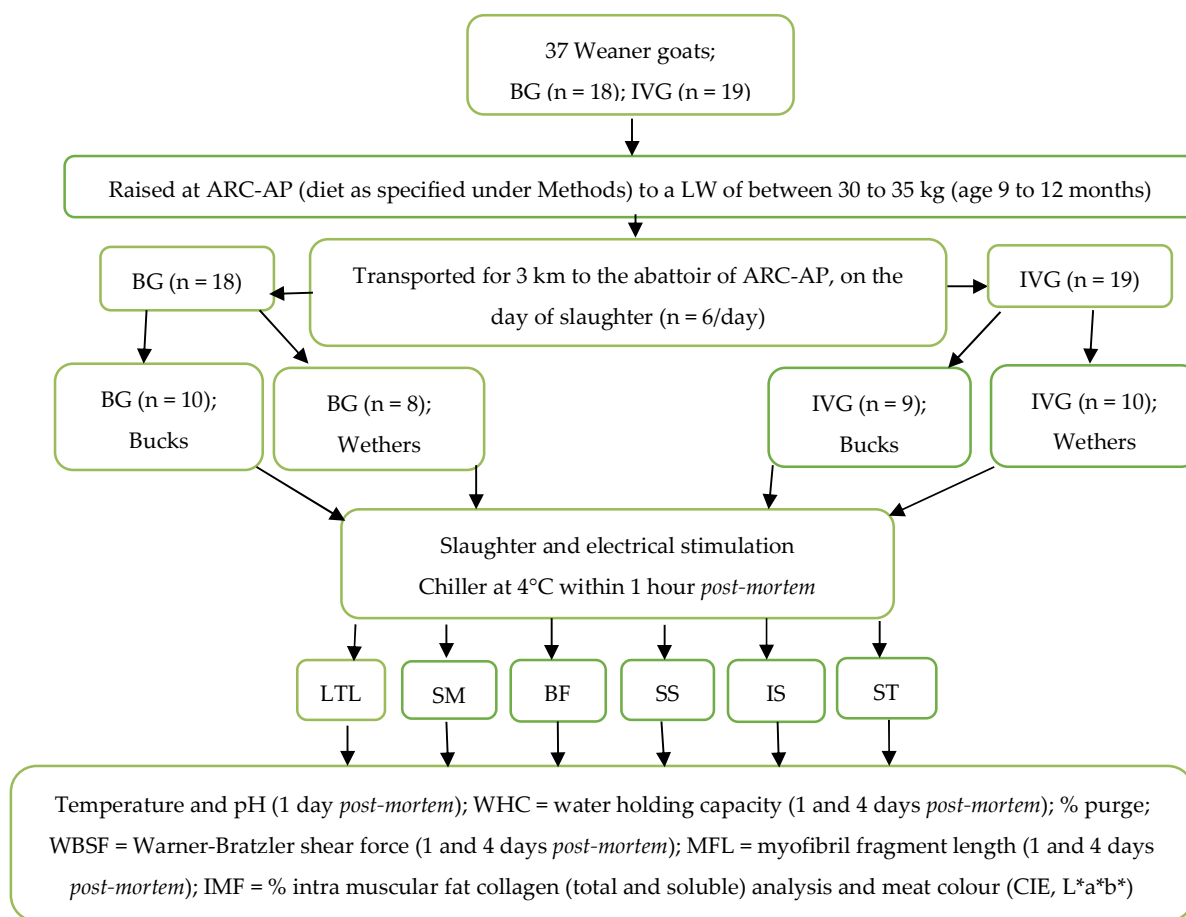 37 Weaner goats;
BG (n = 18); IVG (n = 19)
Raised at ARC-AP (diet as specified under Methods) to a LW of between 30 to 35 kg (age 9 to 12 months)
BG (n = 18)
Transported for 3 km to the abattoir of ARC-AP, on the
day of slaughter (n = 6/day)
IVG (n = 19)
BG (n = 10);
Bucks
BG (n = 8);
Wethers
IVG (n = 9);
Bucks
IVG (n = 10);
Wethers
Slaughter and electrical stimulation
Chiller at 4°C within 1 hour post-mortem
LTL
SM
BF
SS
IS
ST
Temperature and pH (1 day post-mortem); WHC = water holding capacity (1 and 4 days post-mortem); % purge;
WBSF = Warner-Bratzler shear force (1 and 4 days post-mortem); MFL = myofibril fragment length (1 and 4 days
post-mortem); IMF = % intra muscular fat collagen (total and soluble) analysis and meat colour (CIE, L*a*b*)